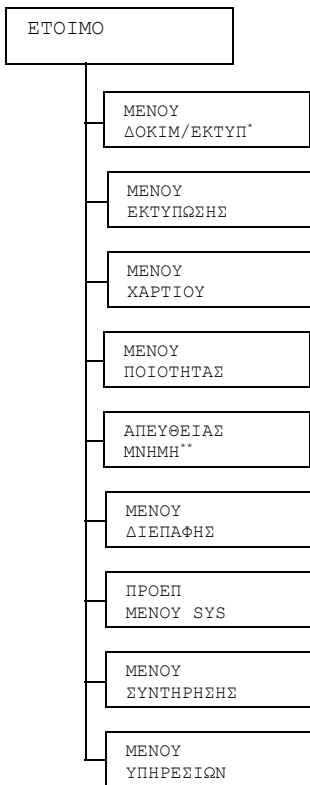 ΕΤΟΙΜΟ
ΜΕΝΟΥ
ΔΟΚΙΜ/ΕΚΤΥΠ*
ΜΕΝΟΥ
ΕΚΤΥΠΩΣΗΣ
ΜΕΝΟΥ
ΧΑΡΤΙΟΥ
ΜΕΝΟΥ
ΠΟΙΟΤΗΤΑΣ
ΑΠΕΥΘΕΙΑΣ
ΜΝΗΜΗ**
ΜΕΝΟΥ
ΔΙΕΠΑΦΗΣ
ΠΡΟΕΠ
ΜΕΝΟΥ SYS
ΜΕΝΟΥ
ΣΥΝΤΗΡΗΣΗΣ
ΜΕΝΟΥ
ΥΠΗΡΕΣΙΩΝ